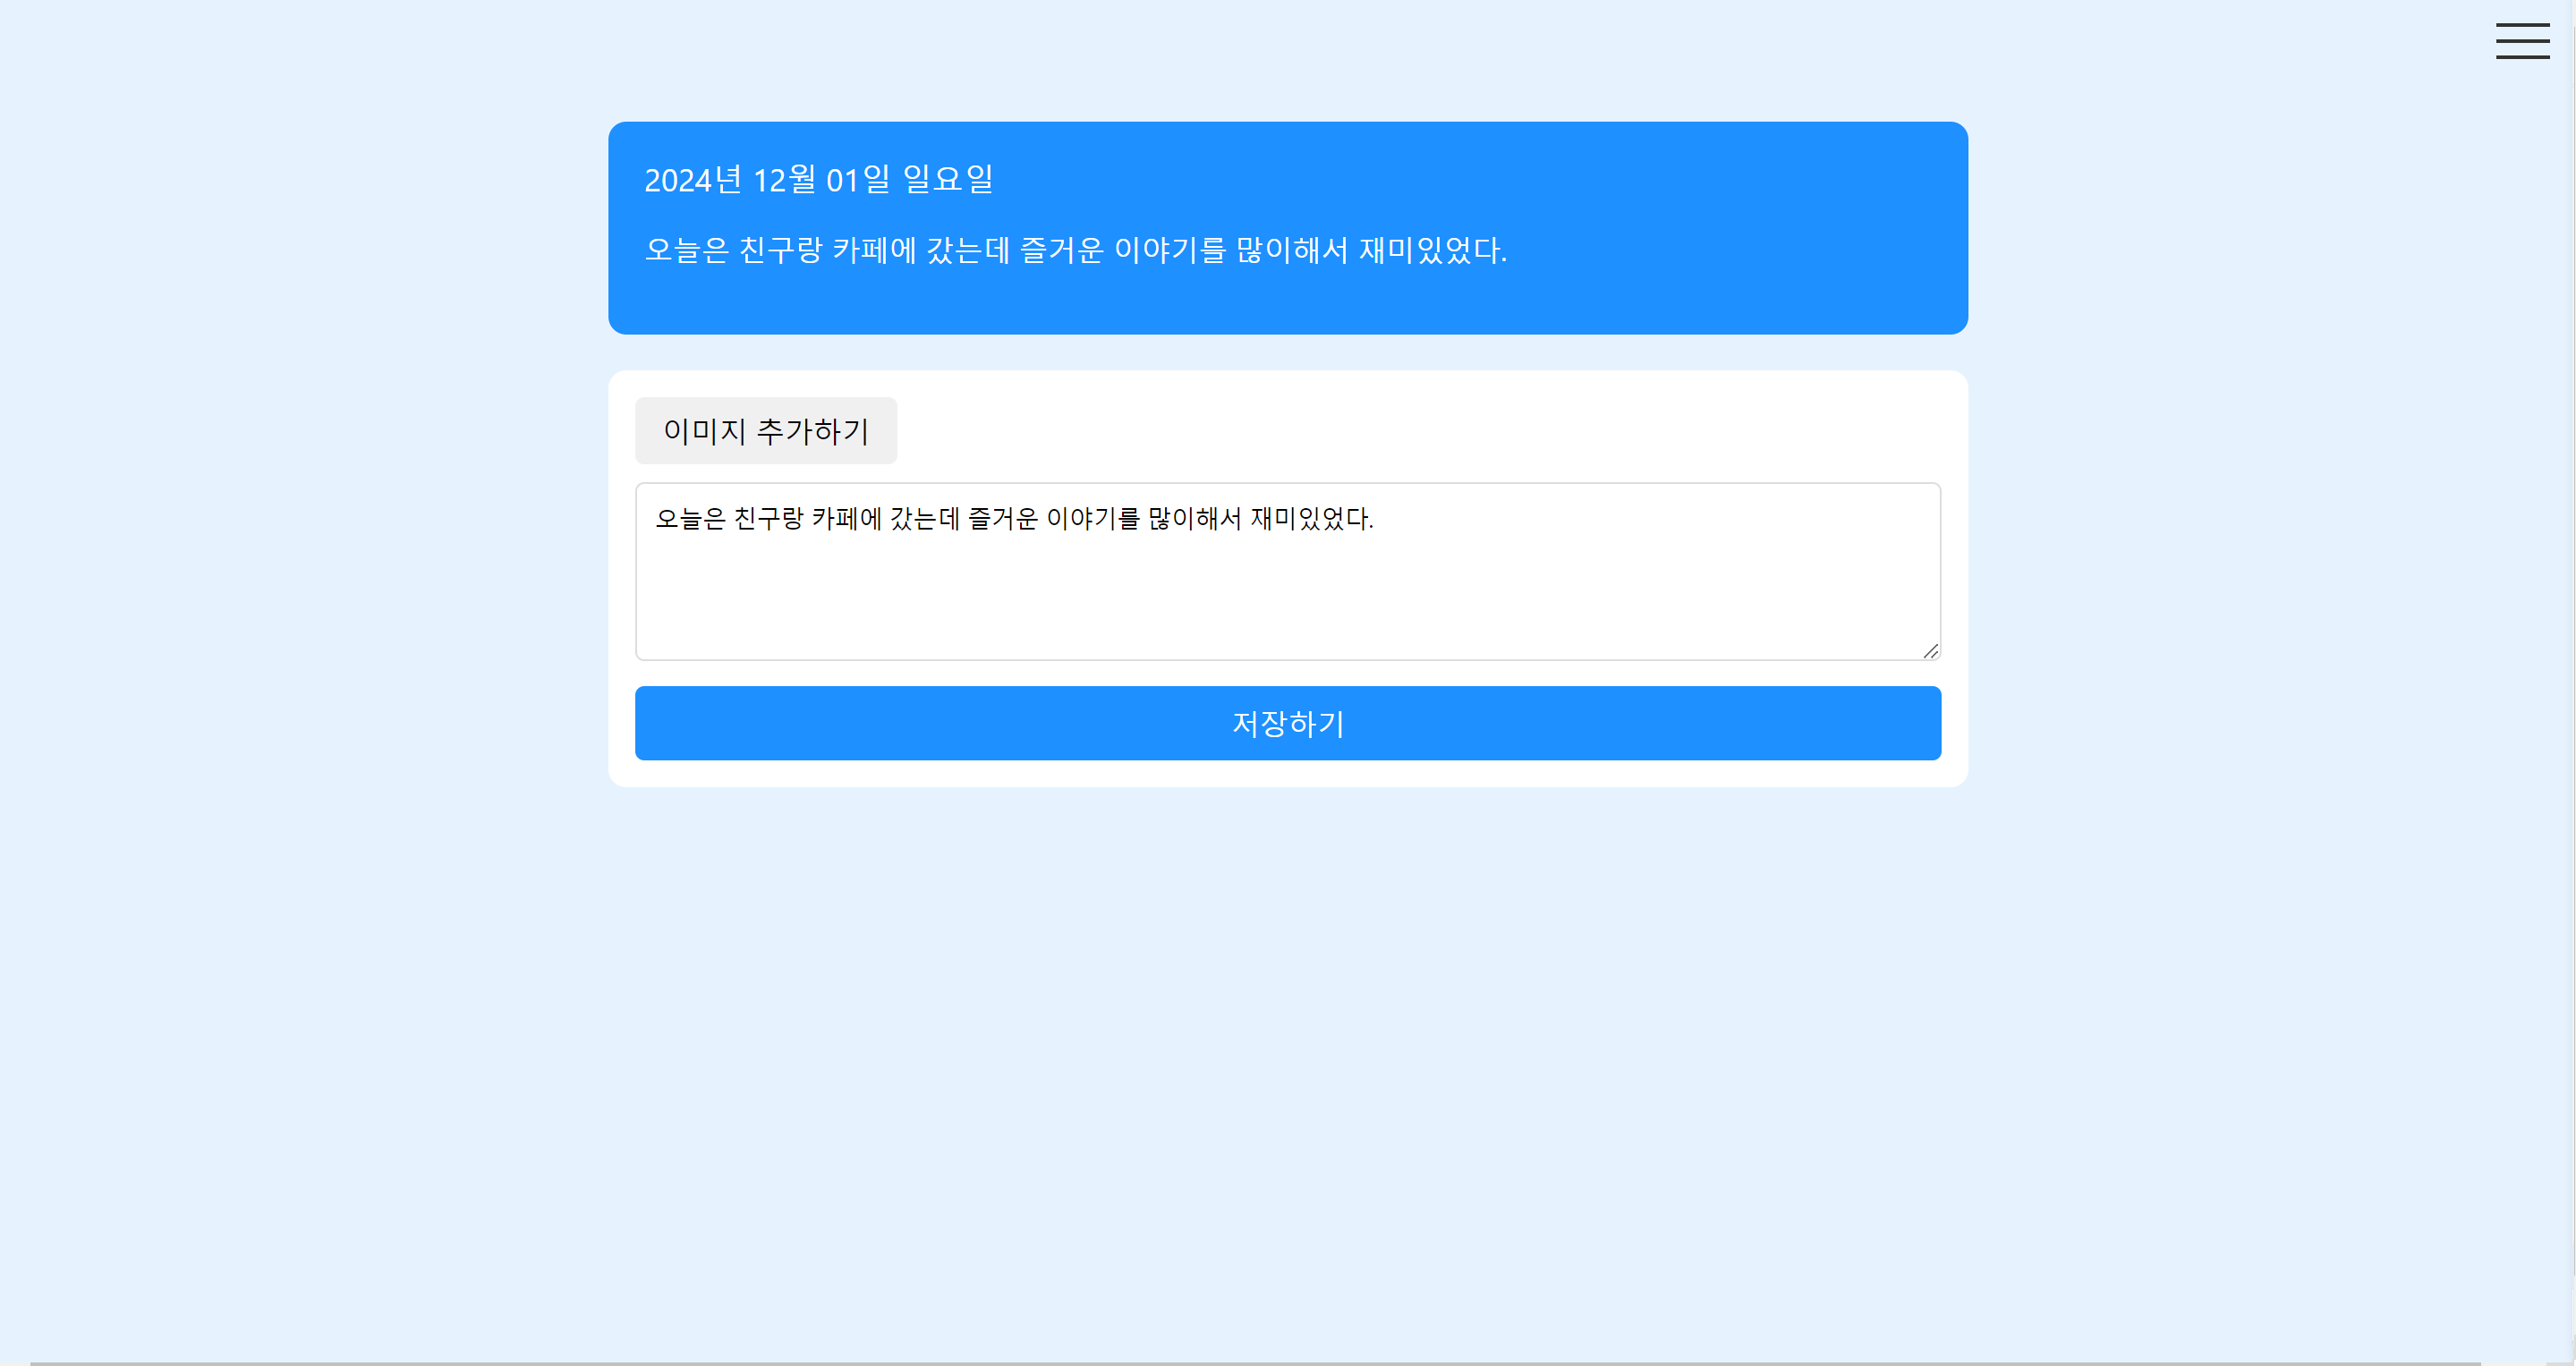 2024년 12월 01일 일요일
오늘은 친구랑 카페에 갔는데 즐거운 이야기를 많이해서 재미있었다.
이미지 추가하기
오늘은 친구랑 카페에 갔는데 즐거운 이야기를 많이해서 재미있었다.
저장하기